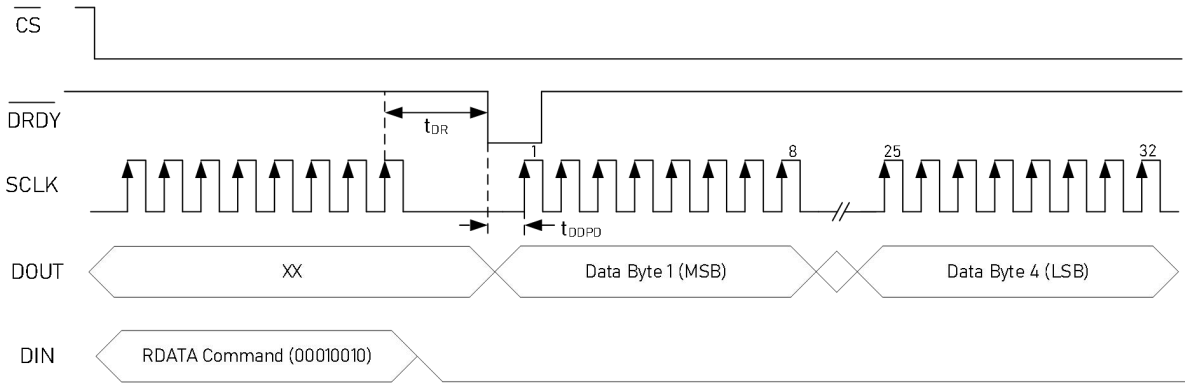 CS
DRDY
tDR
SCLK
1
8
25
32
tDDPD
DOUT
XX
Data Byte 1 (MSB)
Data Byte 4 (LSB)
DIN
RDATA Command (00010010)